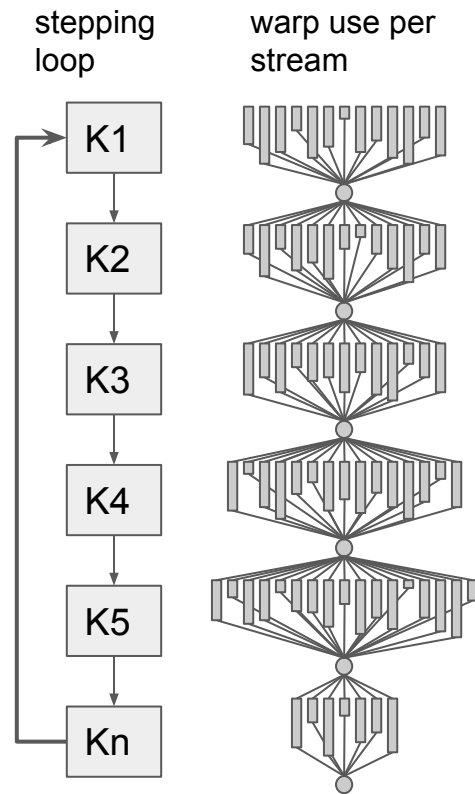 stepping
loop
warp use per
stream
K1
K2
K3
K4
K5
Kn